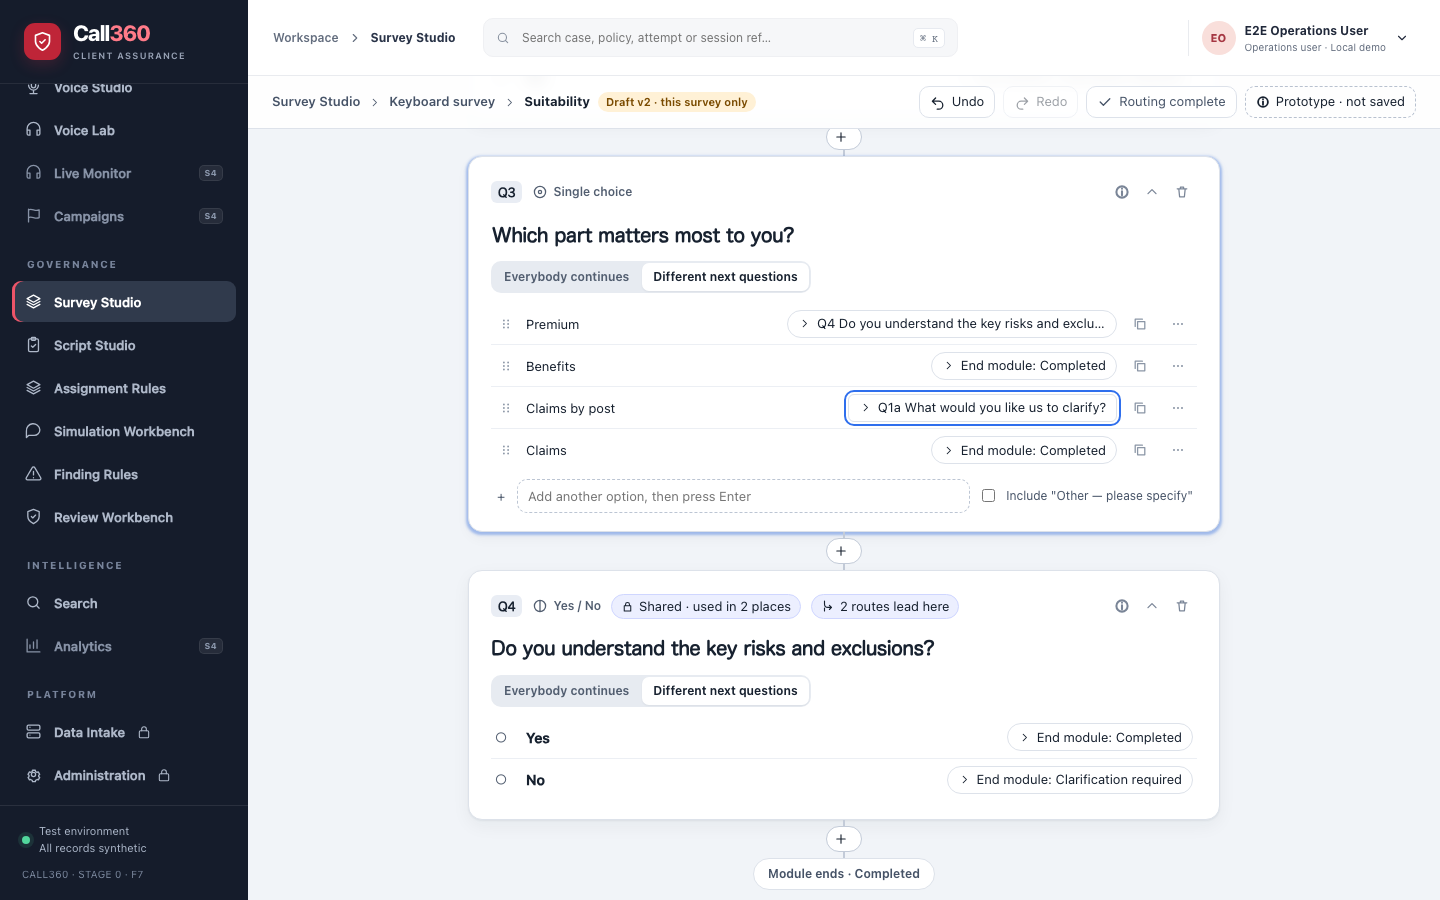 Call360
CLIENT ASSURANCE
Voice Studio
Voice Lab
Live Monitor S4
Campaigns S4
GOVERNANCE
Survey Studio
Script Studio
Assignment Rules
Simulation Workbench
Finding Rules
Review Workbench
INTELLIGENCE
Search
Analytics S4
PLATFORM
Data Intake
Administration
Test environment
All records synthetic
CALL360 · STAGE 0 · F7
Workspace > Survey Studio
Search case, policy, attempt or session ref...
⌘ K
EO
E2E Operations User
Operations user · Local demo
Survey Studio > Keyboard survey > Suitability Draft v2 · this survey only
Undo Redo Routing complete Prototype · not saved
Q3 Single choice
Which part matters most to you?
Everybody continues Different next questions
Premium Q4 Do you understand the key risks and exclu...
Benefits End module: Completed
Claims by post Q1a What would you like us to clarify?
Claims End module: Completed
+ Add another option, then press Enter Include "Other — please specify"
+
Q4 Yes / No Shared · used in 2 places 2 routes lead here
Do you understand the key risks and exclusions?
Everybody continues Different next questions
Yes End module: Completed
No End module: Clarification required
+
Module ends · Completed